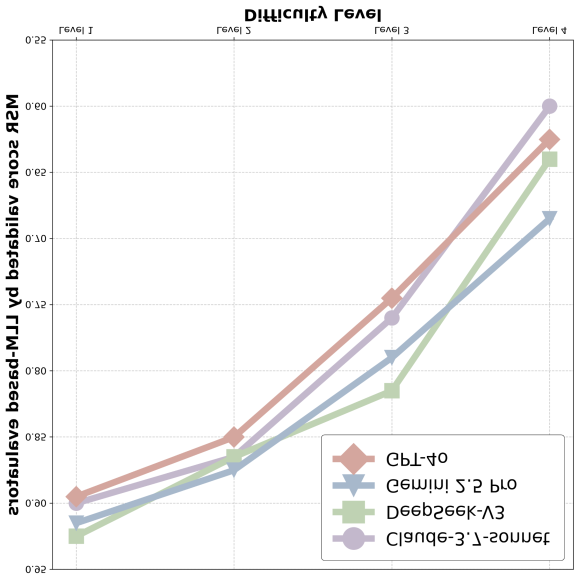 Difficulty Level
Level 1
Level 2
Level 3
Level 4
MSR score validated by LLM-based evaluators
0.55
0.60
0.65
0.70
0.75
0.80
0.85
0.90
0.95
GPT-4o
Gemini 2.5 Pro
DeepSeek-V3
Claude-3.7-sonnet